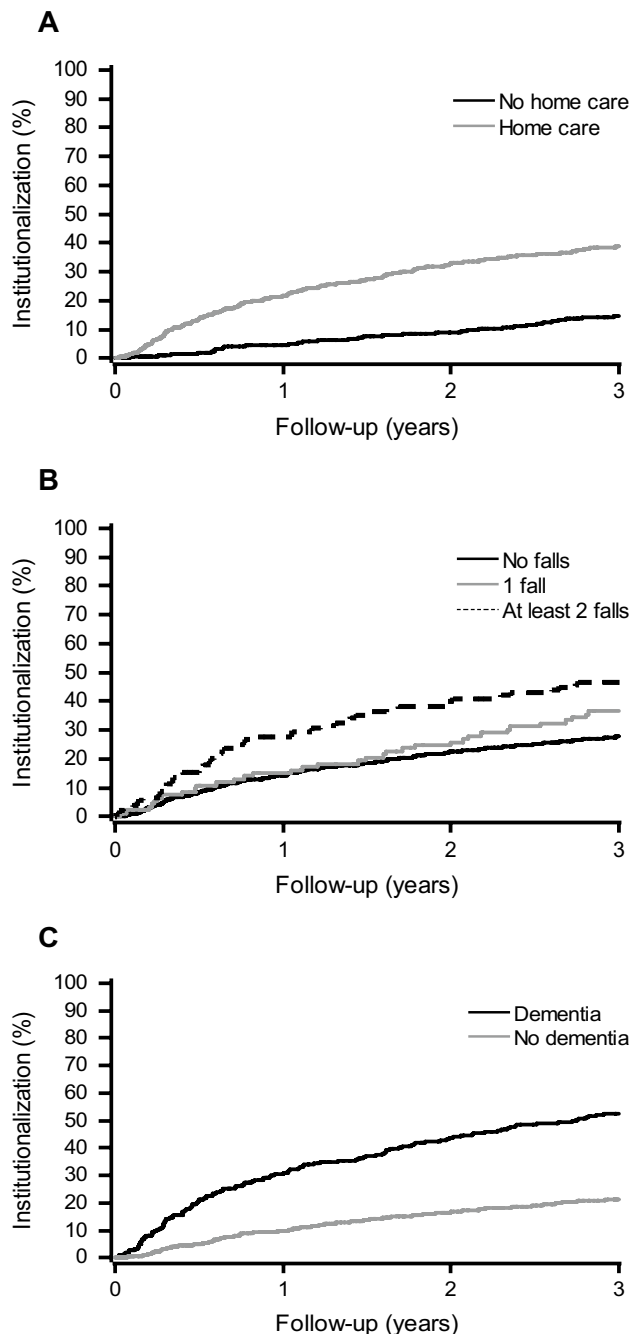 A
100
90
80
70
60
50
40
30
20
10
0
Institutionalization (%)
No home care
Home care
0 1 2 3
Follow-up (years)
B
100
90
80
70
60
50
40
30
20
10
0
Institutionalization (%)
No falls
1 fall
At least 2 falls
0 1 2 3
Follow-up (years)
C
100
90
80
70
60
50
40
30
20
10
0
Institutionalization (%)
Dementia
No dementia
0 1 2 3
Follow-up (years)